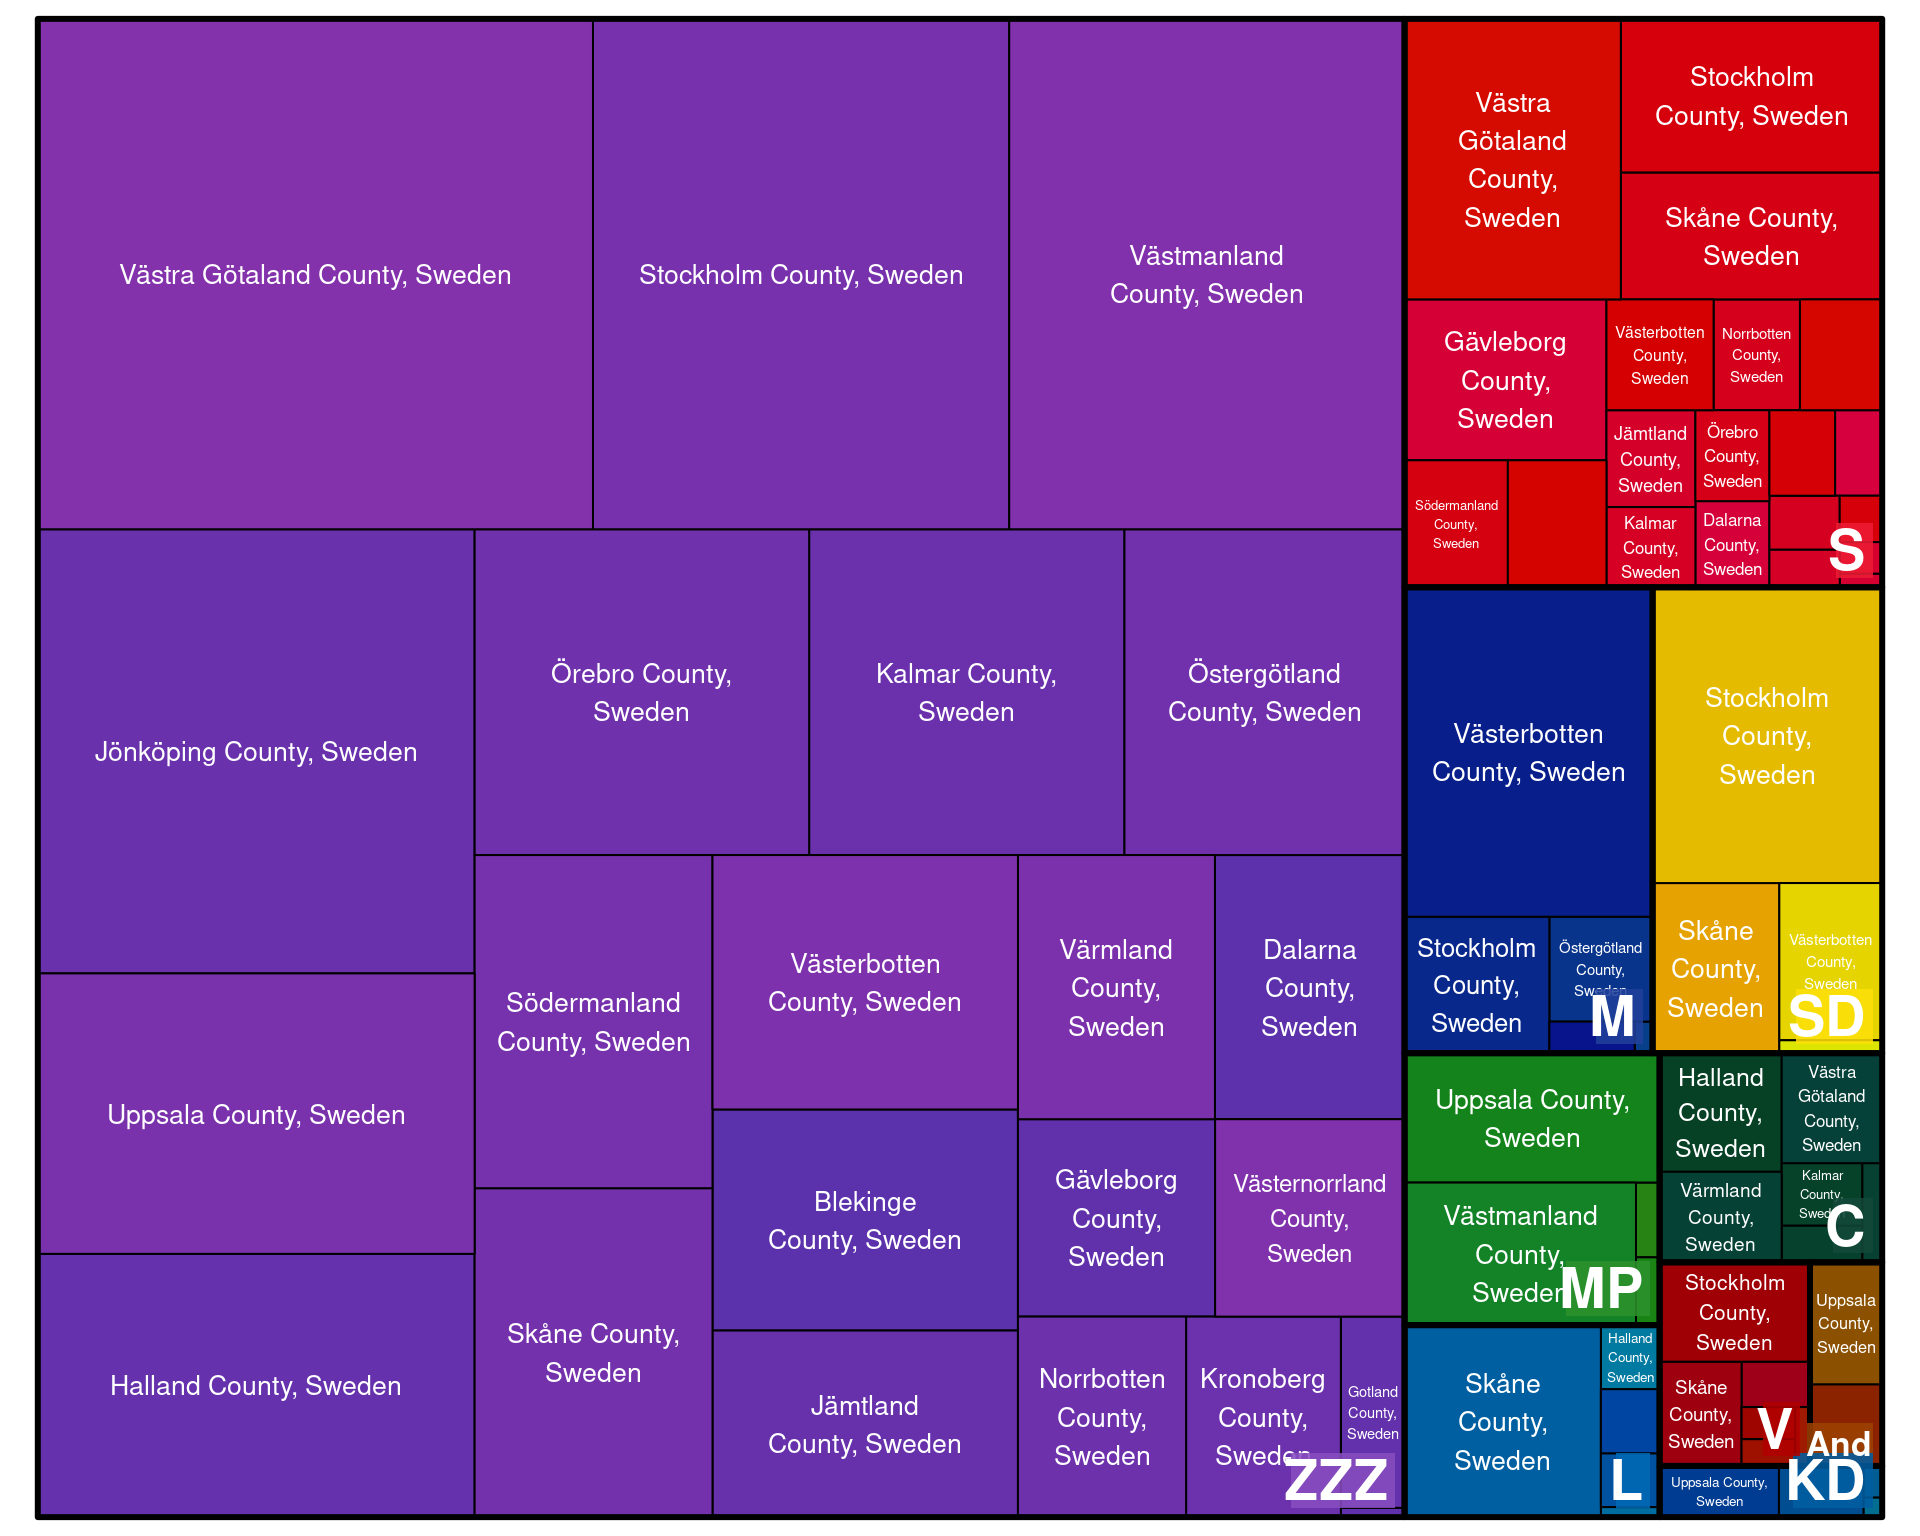 Västra Götaland County, Sweden
Stockholm County, Sweden
Västmanland
County, Sweden
Jönköping County, Sweden
Örebro County,
Sweden
Kalmar County,
Sweden
Östergötland
County, Sweden
Uppsala County, Sweden
Halland County, Sweden
Södermanland
County, Sweden
Skåne County,
Sweden
Västerbotten
County, Sweden
Blekinge
County, Sweden
Jämtland
County, Sweden
Värmland
County,
Sweden
Dalarna
County,
Sweden
Gävleborg
County,
Sweden
Västernorrland
County,
Sweden
Norrbotten
County,
Sweden
Kronoberg
County,
Sweden
Gotland
County,
Sweden
ZZZ
Västra
Götaland
County,
Sweden
Stockholm
County, Sweden
Skåne County,
Sweden
Gävleborg
County,
Sweden
Västerbotten
County,
Sweden
Norrbotten
County,
Sweden
Södermanland
County,
Sweden
Jämtland
County,
Sweden
Örebro
County,
Sweden
Kalmar
County,
Sweden
Dalarna
County,
Sweden
S
Västerbotten
County, Sweden
Stockholm
County,
Sweden
Östergötland
County,
Sweden
M
Stockholm
County,
Sweden
Skåne
County,
Sweden
Västerbotten
County,
Sweden
SD
Uppsala County,
Sweden
Västmanland
County,
Sweden
MP
Halland
County,
Sweden
Västra
Götaland
County,
Sweden
Värmland
County,
Sweden
Kalmar
County,
Sweden
C
Skåne
County,
Sweden
Halland
County,
Sweden
L
Stockholm
County,
Sweden
Skåne
County,
Sweden
V
Uppsala
County,
Sweden
And
Uppsala County,
Sweden
KD